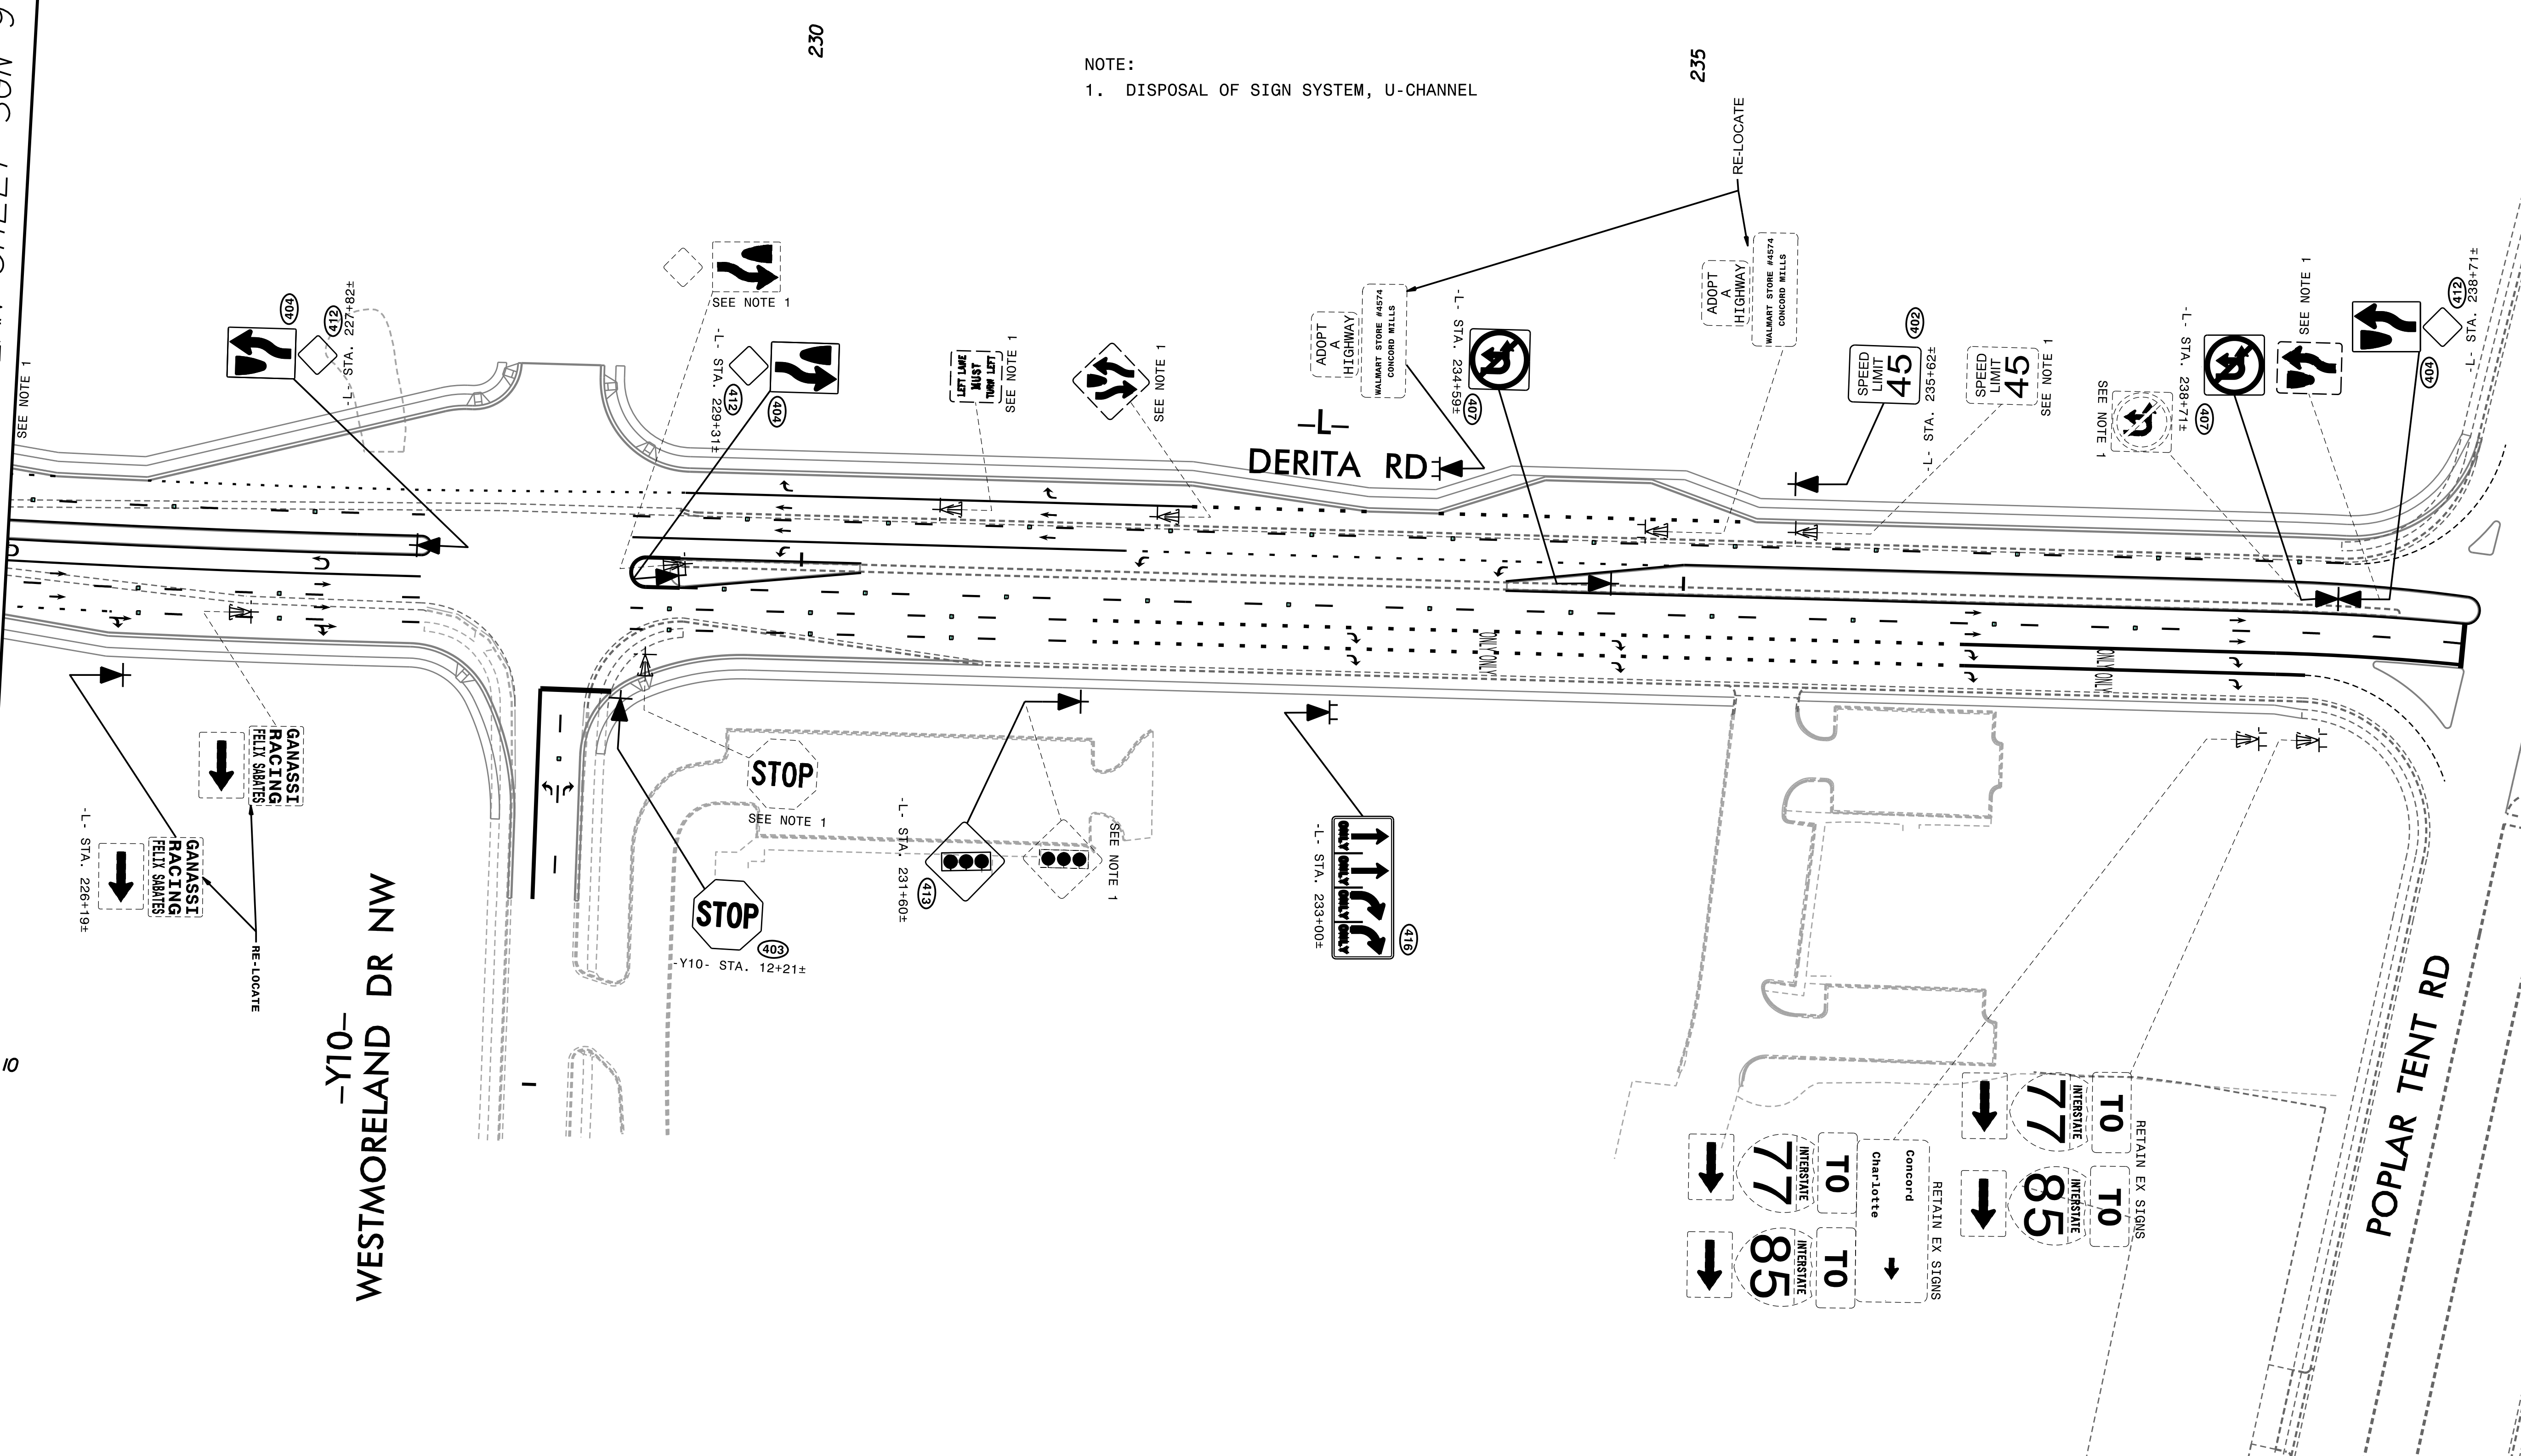 230
235
NOTE:
1. DISPOSAL OF SIGN SYSTEM, U-CHANNEL
RE-LOCATE
SEE NOTE 1
404
412
-L- STA. 227+82±
SEE NOTE 1
-L- STA. 229+31±
412
404
LEFT LANE
MUST
TURN LEFT
SEE NOTE 1
SEE NOTE 1
ADOPT
A
HIGHWAY
WALMART STORE #4574
CONCORD MILLS
-L- STA. 234+59±
407
ADOPT
A
HIGHWAY
WALMART STORE #4574
CONCORD MILLS
SPEED
LIMIT
45
402
-L- STA. 235+62±
SPEED
LIMIT
45
SEE NOTE 1
SEE NOTE 1
-L- STA. 238+71±
407
SEE NOTE 1
404
412
-L- STA. 238+71±
-L-
DERITA RD
ONLY
ONLY
ONLY
ONLY
GANASSI
RACING
FELIX SABATES
GANASSI
RACING
FELIX SABATES
-L- STA. 226+19±
RE-LOCATE
STOP
SEE NOTE 1
STOP
403
-Y10- STA. 12+21±
-L- STA. 231+60±
413
SEE NOTE 1
-L- STA. 233+00±
ONLY
ONLY
ONLY
ONLY
416
-Y10-
WESTMORELAND DR NW
10
TO
INTERSTATE
77
TO
INTERSTATE
85
RETAIN EX SIGNS
Concord
Charlotte
TO
INTERSTATE
77
TO
INTERSTATE
85
RETAIN EX SIGNS
POPLAR TENT RD